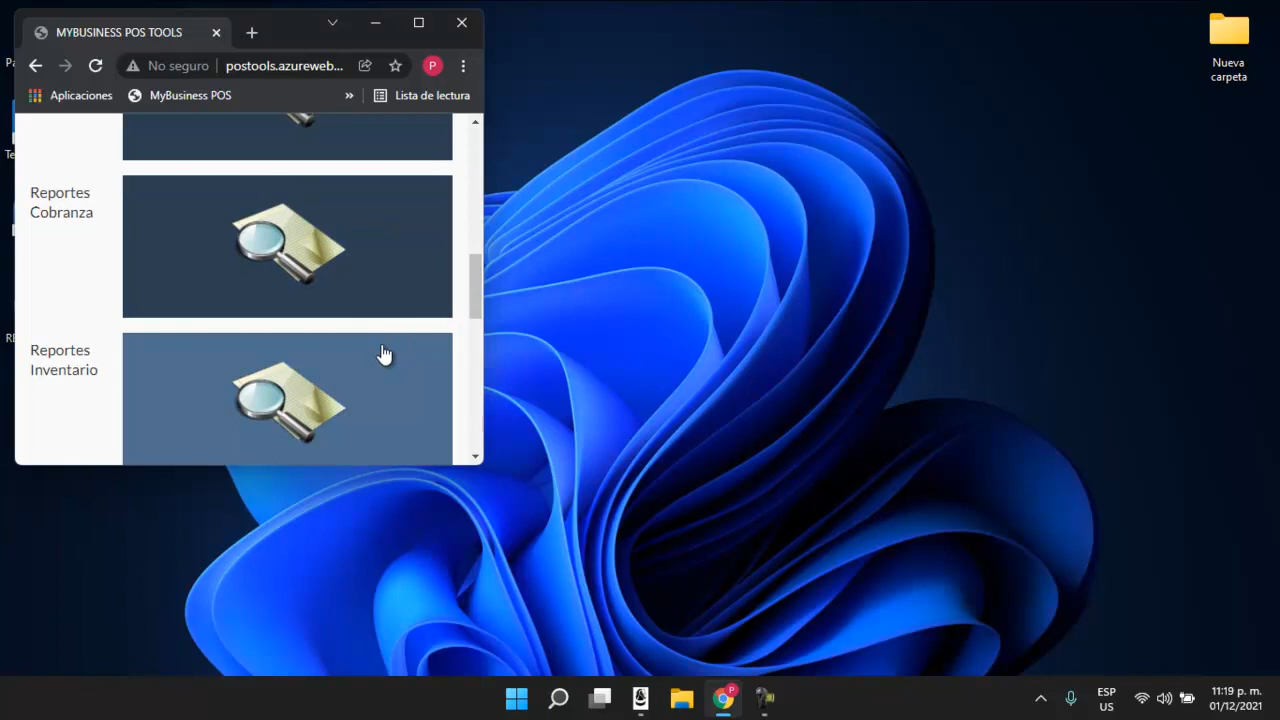 MYBUSINESS POS TOOLS
No seguro
postools.azureweb...
P
Aplicaciones
MyBusiness POS
»
Lista de lectura
Reportes
Cobranza
Reportes
Inventario
Nueva
carpeta
P
ESP
US
11:19 p. m.
01/12/2021